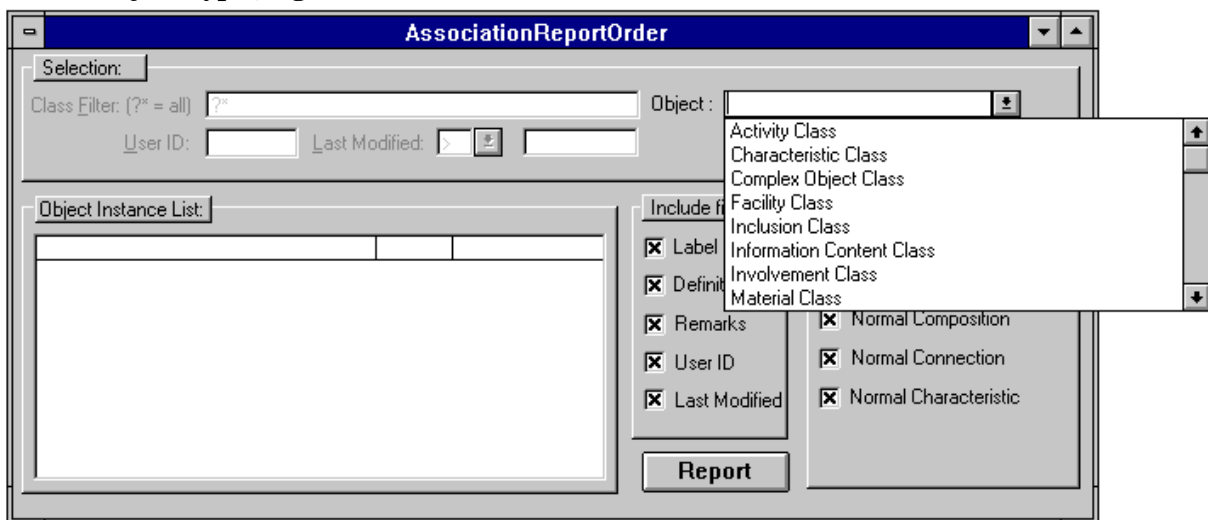 AssociationReportOrder
Selection:
Class Filter: (?* = all) ?* Object :
User ID: Last Modified: >
Activity Class
Characteristic Class
Complex Object Class
Facility Class
Inclusion Class
Information Content Class
Involvement Class
Material Class
Object Instance List:
Include fi
Label
Definit
Remarks
User ID
Last Modified
Normal Composition
Normal Connection
Normal Characteristic
Report